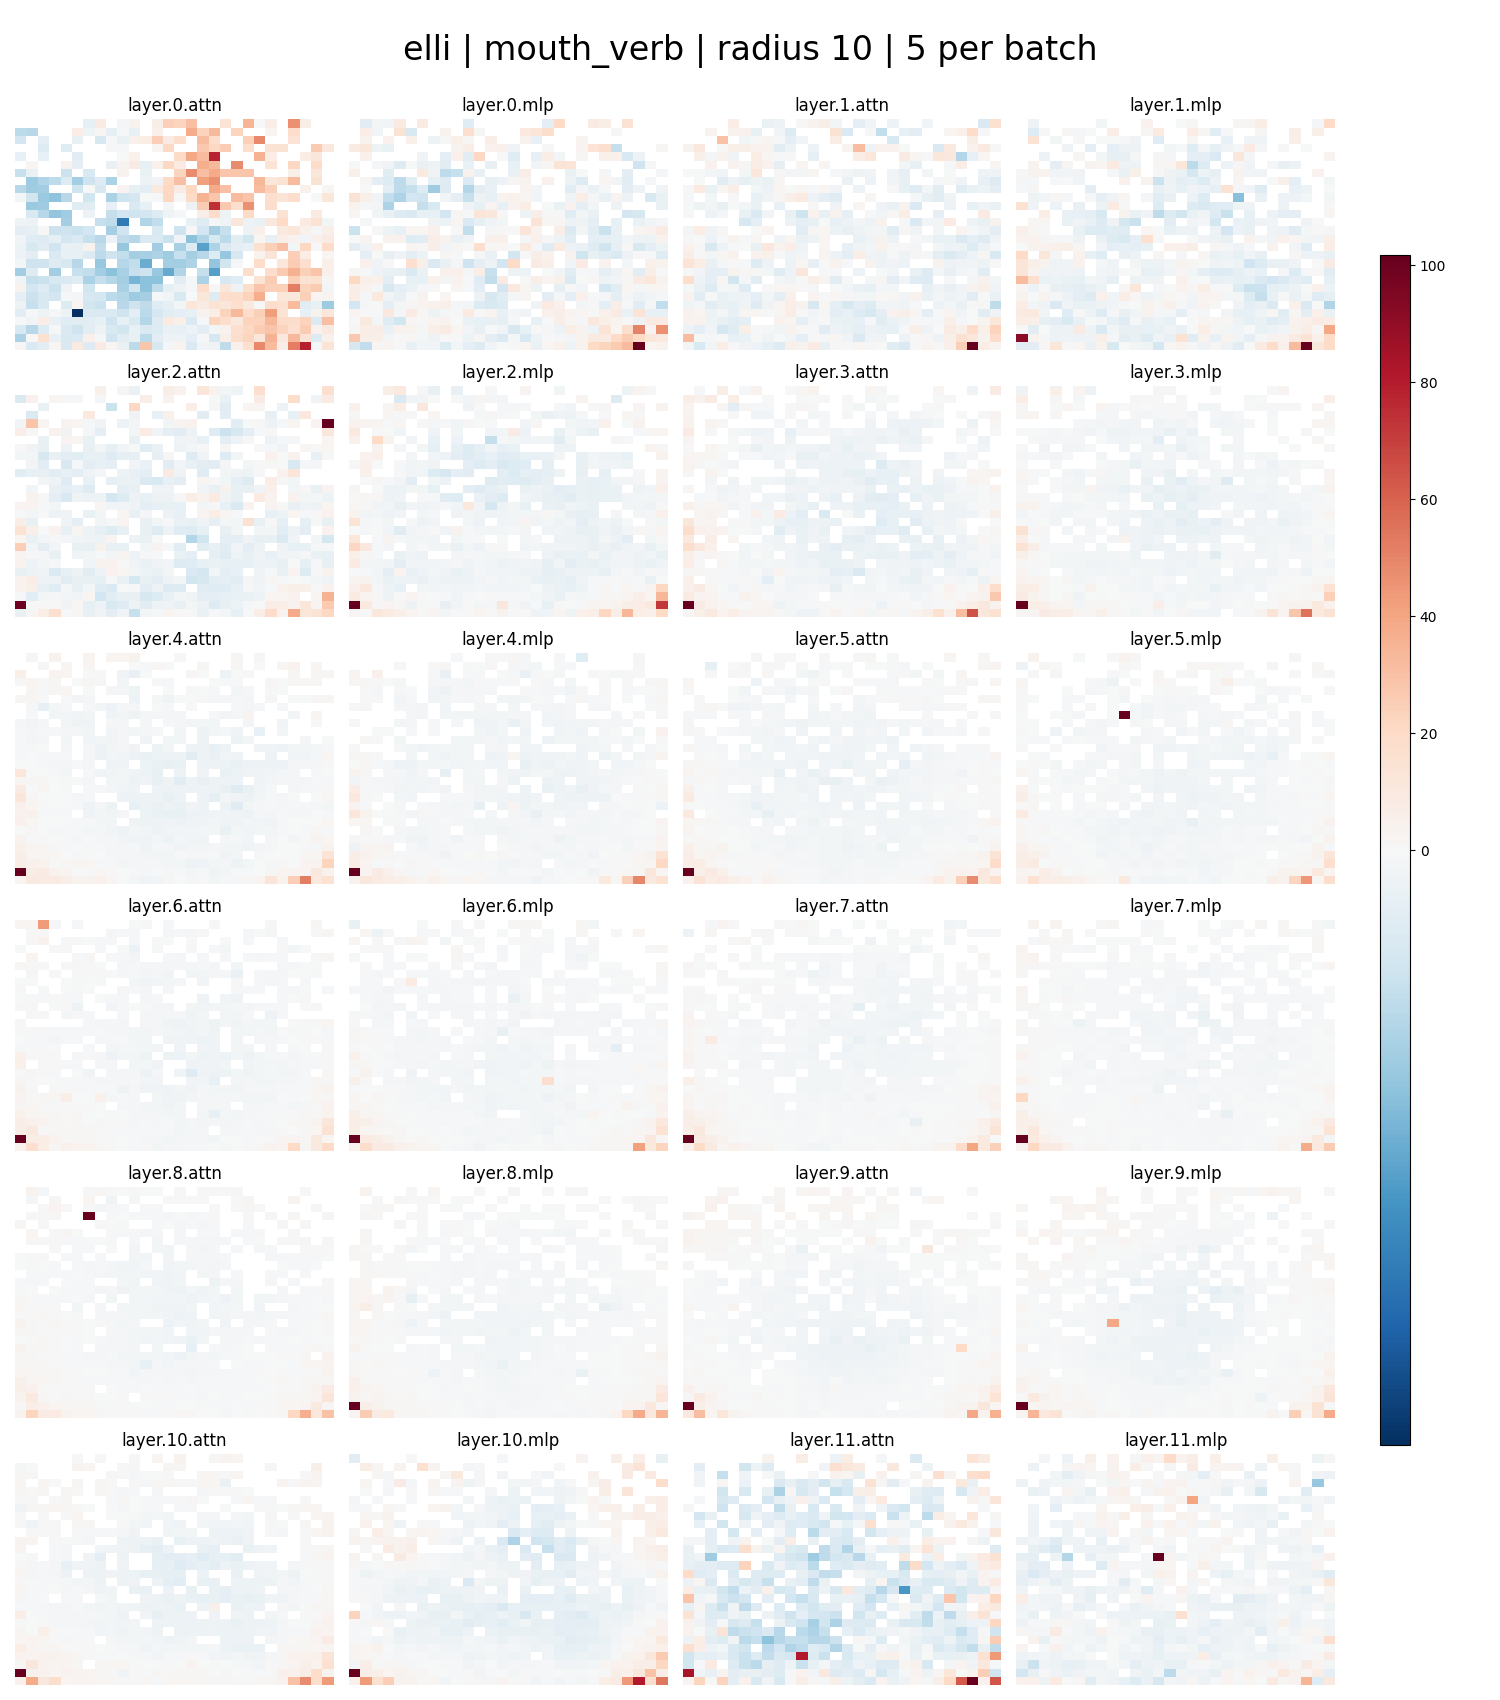 elli | mouth_verb | radius 10 | 5 per batch
layer.0.attn
layer.0.mlp
layer.1.attn
layer.1.mlp
layer.2.attn
layer.2.mlp
layer.3.attn
layer.3.mlp
layer.4.attn
layer.4.mlp
layer.5.attn
layer.5.mlp
layer.6.attn
layer.6.mlp
layer.7.attn
layer.7.mlp
layer.8.attn
layer.8.mlp
layer.9.attn
layer.9.mlp
layer.10.attn
layer.10.mlp
layer.11.attn
layer.11.mlp
100
80
60
40
20
0